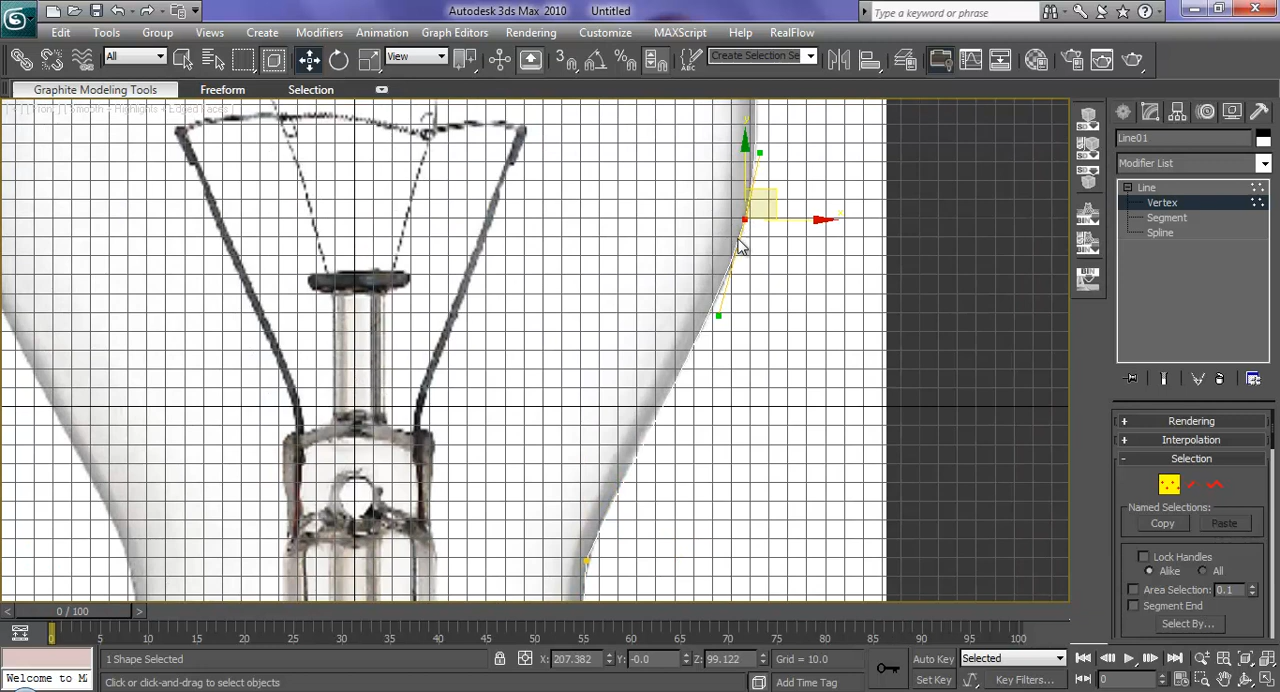 Autodesk 3ds Max 2010 Untitled
Type a keyword or phrase
Edit Tools Group Views Create Modifiers Animation Graph Editors Rendering Customize MAXScript Help RealFlow
All View 3 Create Selection Se
Graphite Modeling Tools Freeform Selection
Smooth + Highlights + Edged Faces
y
x
Line01
Modifier List
Line
Vertex
Segment
Spline
Rendering
Interpolation
Selection
Named Selections:
Copy Paste
Lock Handles
Alike All
Area Selection: 0.1
Segment End
Select By...
0 / 100
0 5 10 15 20 25 30 35 40 45 50 55 60 65 70 75 80 85 90 95 100
1 Shape Selected X: 207.382 Y: -0.0 Z: 99.122 Grid = 10.0 Auto Key Selected
Welcome to M Click or click-and-drag to select objects Add Time Tag Set Key Key Filters... 0